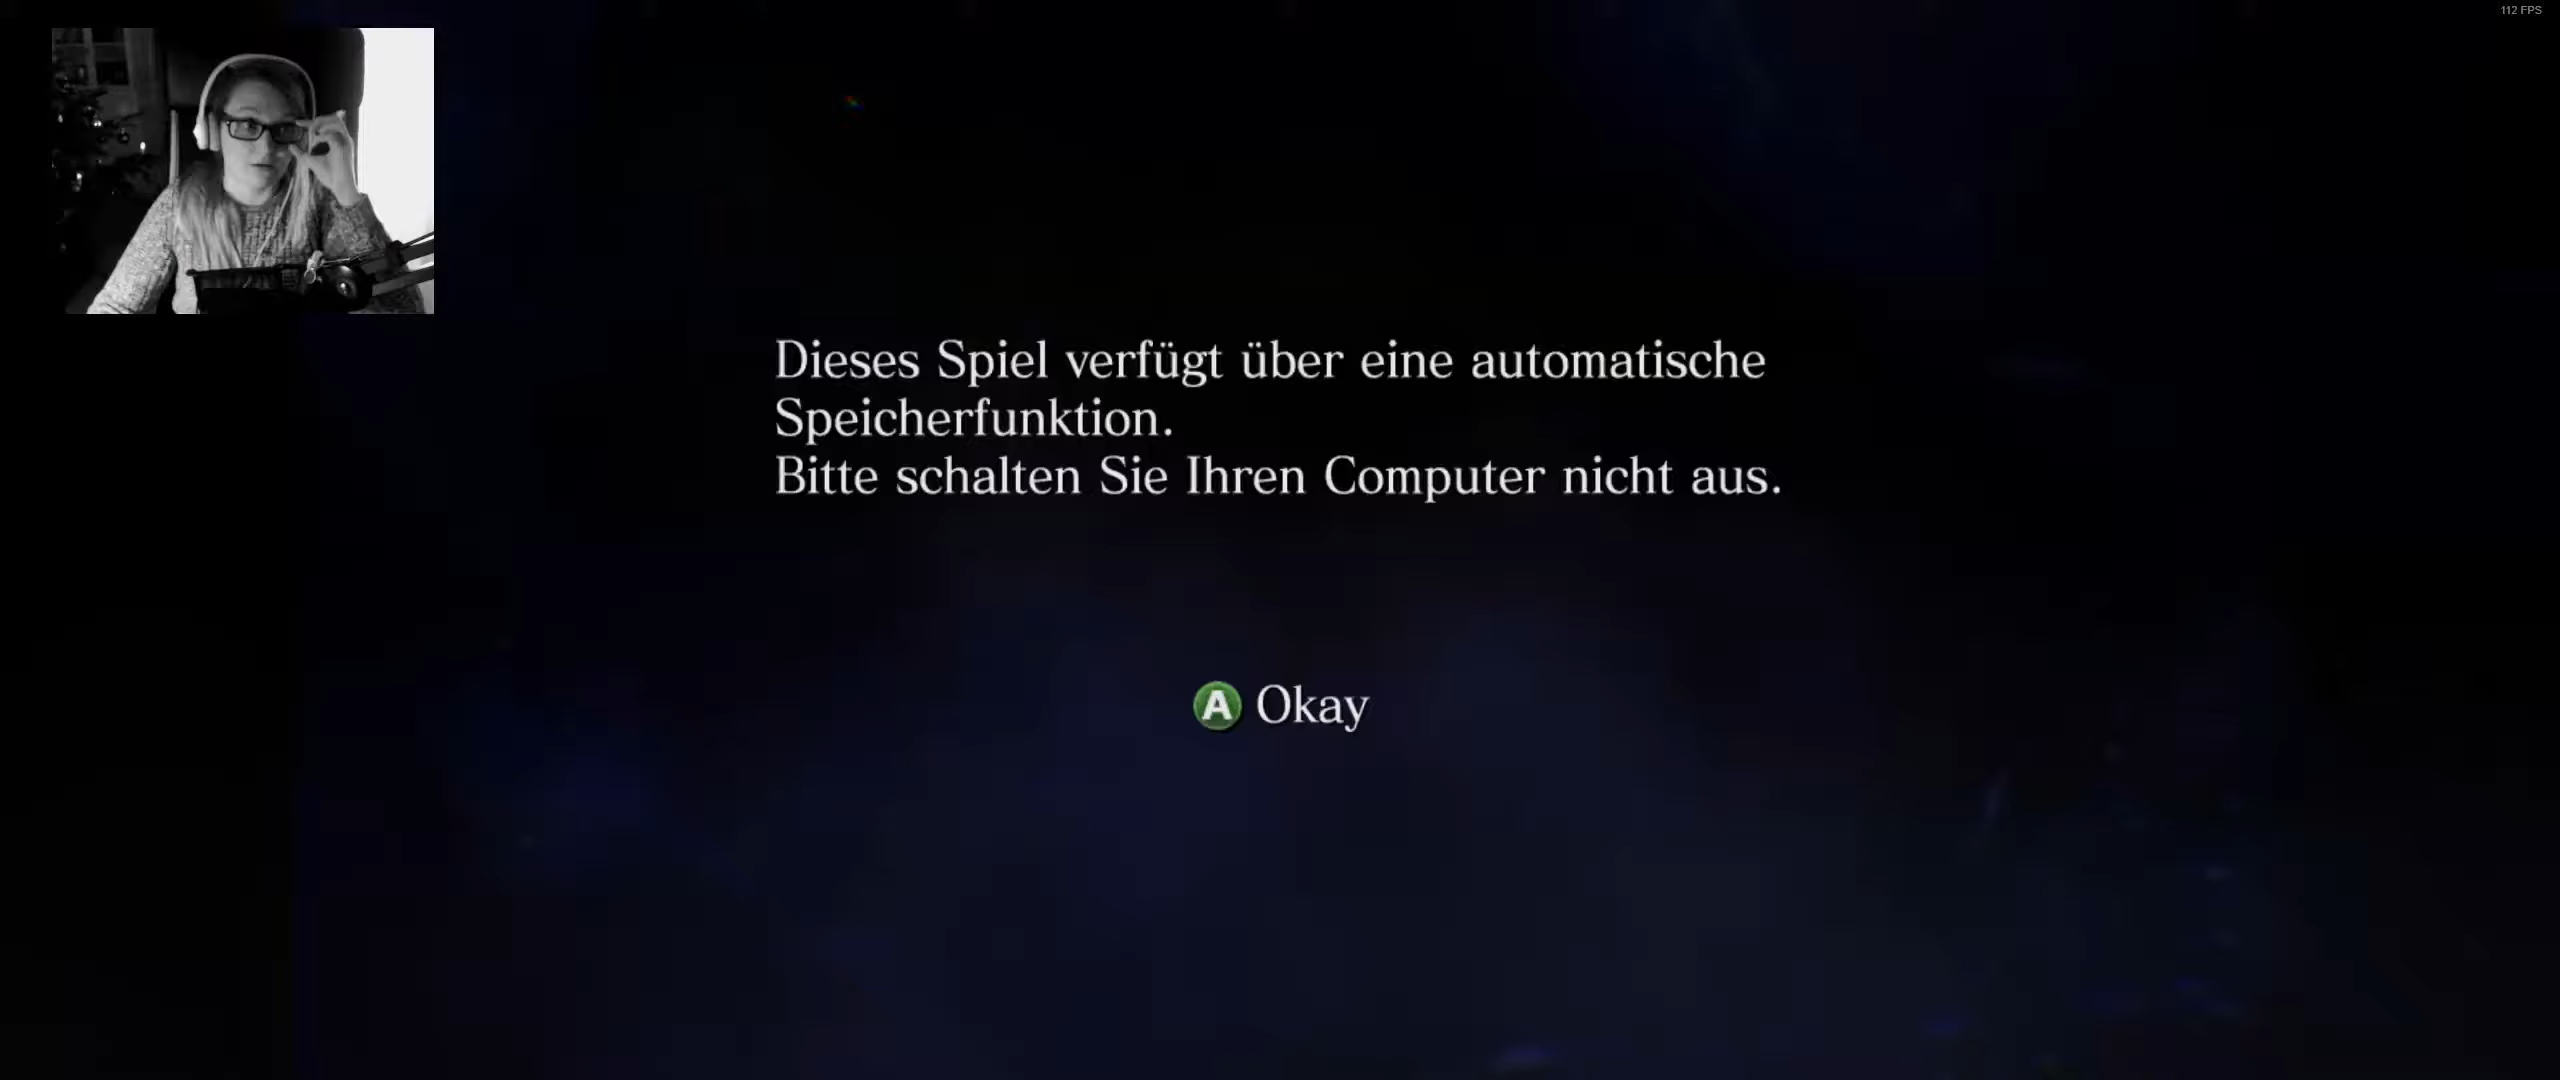 112 FPS
Dieses Spiel verfügt über eine automatische
Speicherfunktion.
Bitte schalten Sie Ihren Computer nicht aus.
A Okay